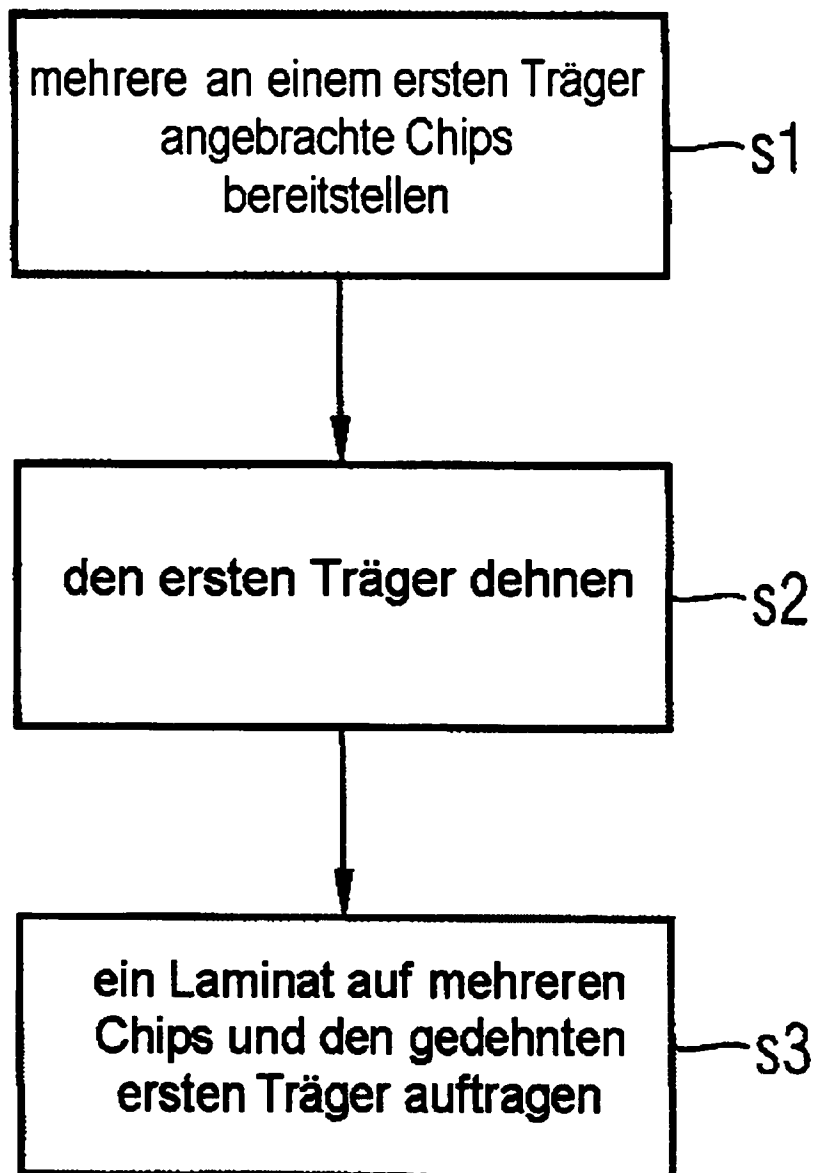 mehrere an einem ersten Träger
angebrachte Chips
bereitstellen
s1
den ersten Träger dehnen
s2
ein Laminat auf mehreren
Chips und den gedehnten
ersten Träger auftragen
s3